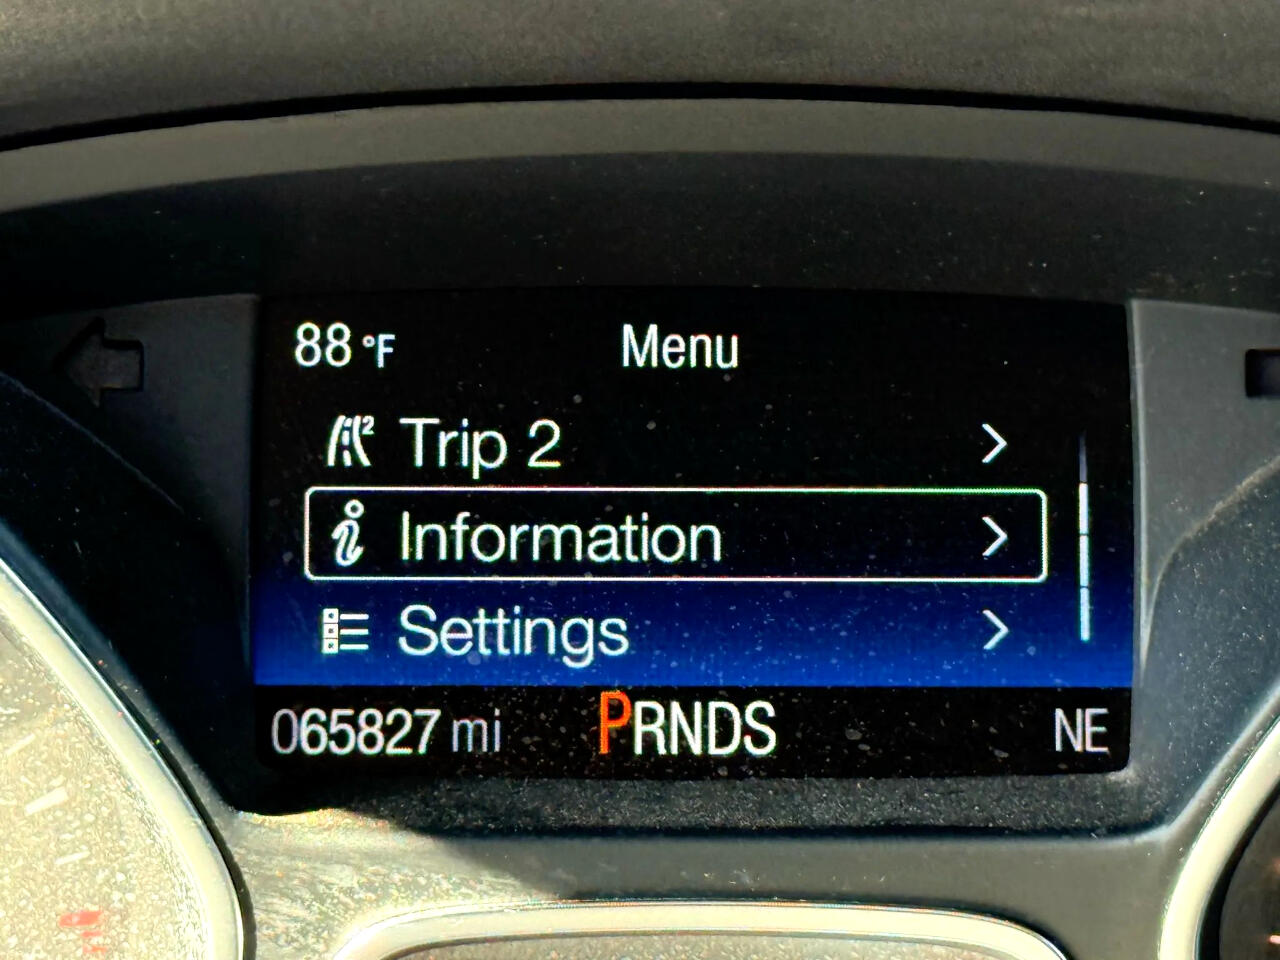 88 °F Menu
Trip 2
Information
Settings
065827 mi PRNDS NE